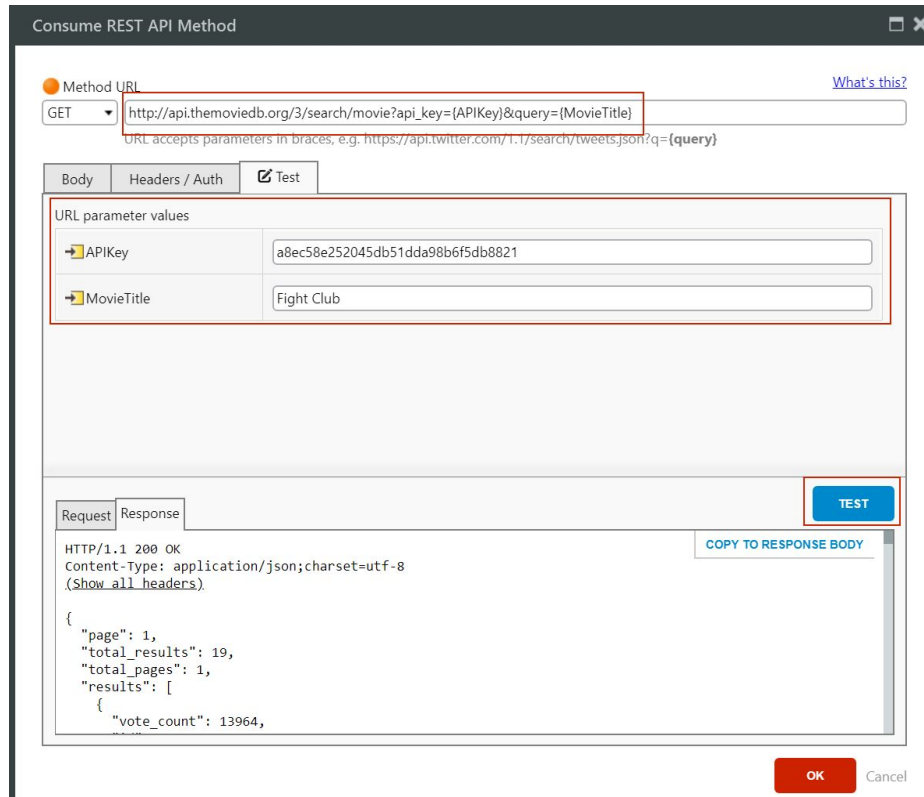 Consume REST API Method
Method URL
What's this?
GET
http://api.themoviedb.org/3/search/movie?api_key={APIKey}&query={MovieTitle}
URL accepts parameters in braces, e.g. https://api.twitter.com/1.1/search/tweets.json?q={query}
Body Headers / Auth Test
URL parameter values
APIKey a8ec58e252045db51dda98b6f5db8821
MovieTitle Fight Club
TEST
Request Response
COPY TO RESPONSE BODY
HTTP/1.1 200 OK
Content-Type: application/json;charset=utf-8
(Show all headers)
{
"page": 1,
"total_results": 19,
"total_pages": 1,
"results": [
{
"vote_count": 13964,
OK Cancel